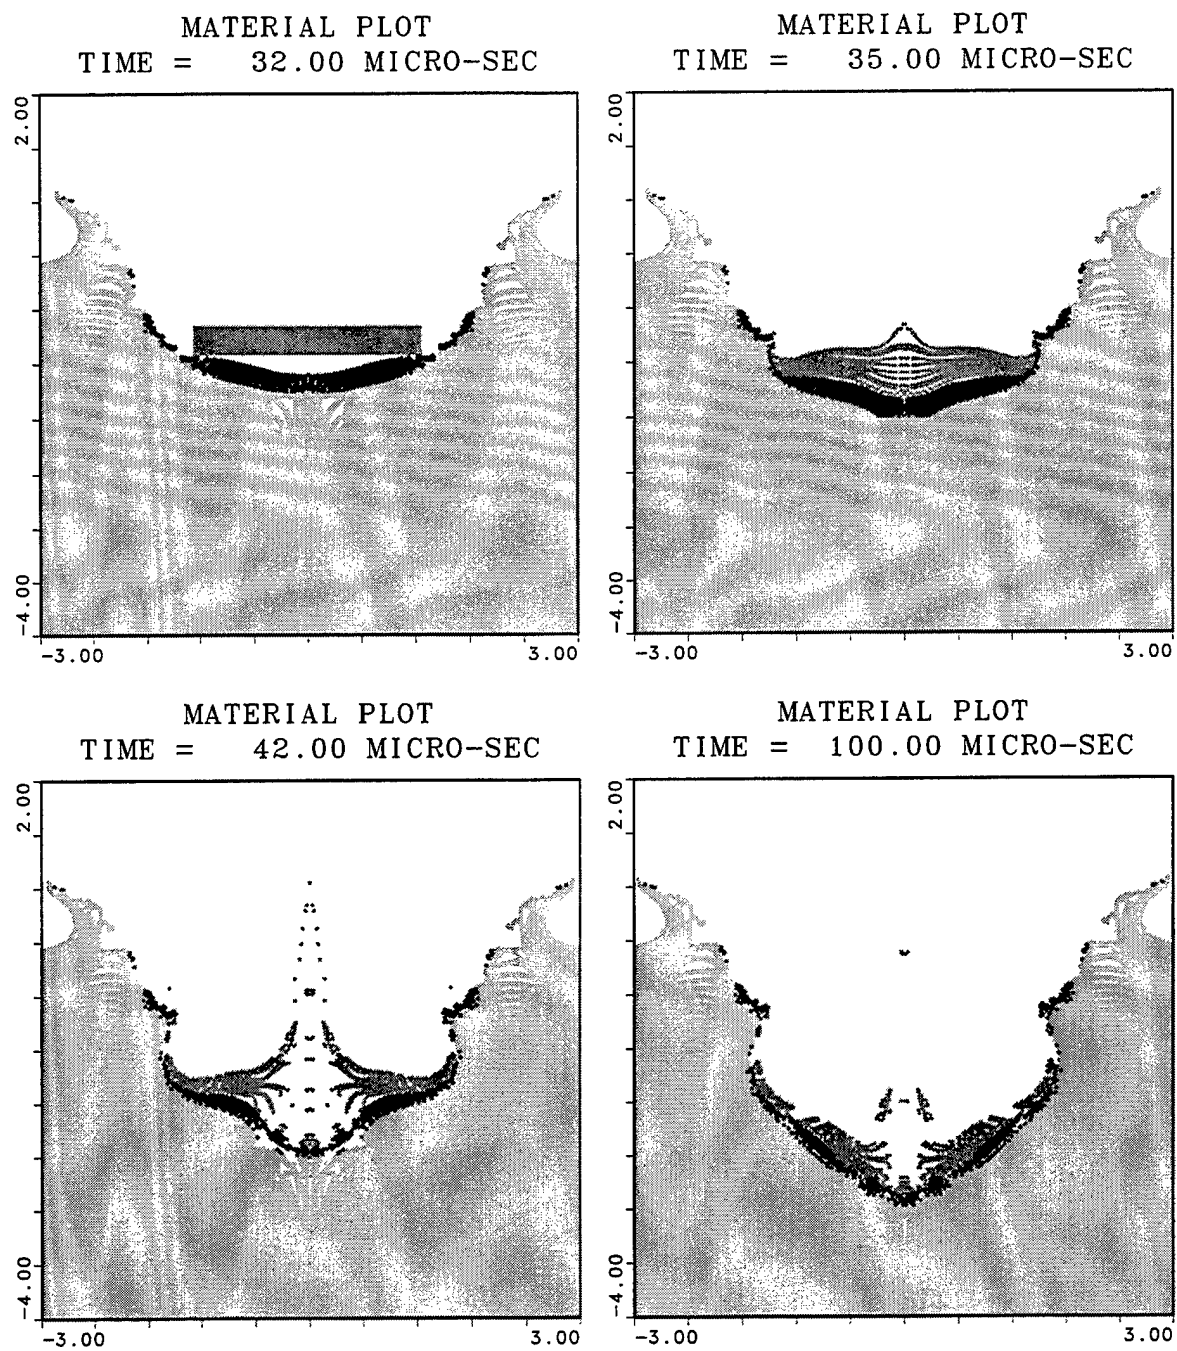 MATERIAL PLOT
TIME = 32.00 MICRO-SEC
2.00
-4.00
-3.00 3.00
MATERIAL PLOT
TIME = 35.00 MICRO-SEC
2.00
-4.00
-3.00 3.00
MATERIAL PLOT
TIME = 42.00 MICRO-SEC
2.00
-4.00
-3.00 3.00
MATERIAL PLOT
TIME = 100.00 MICRO-SEC
2.00
-4.00
-3.00 3.00